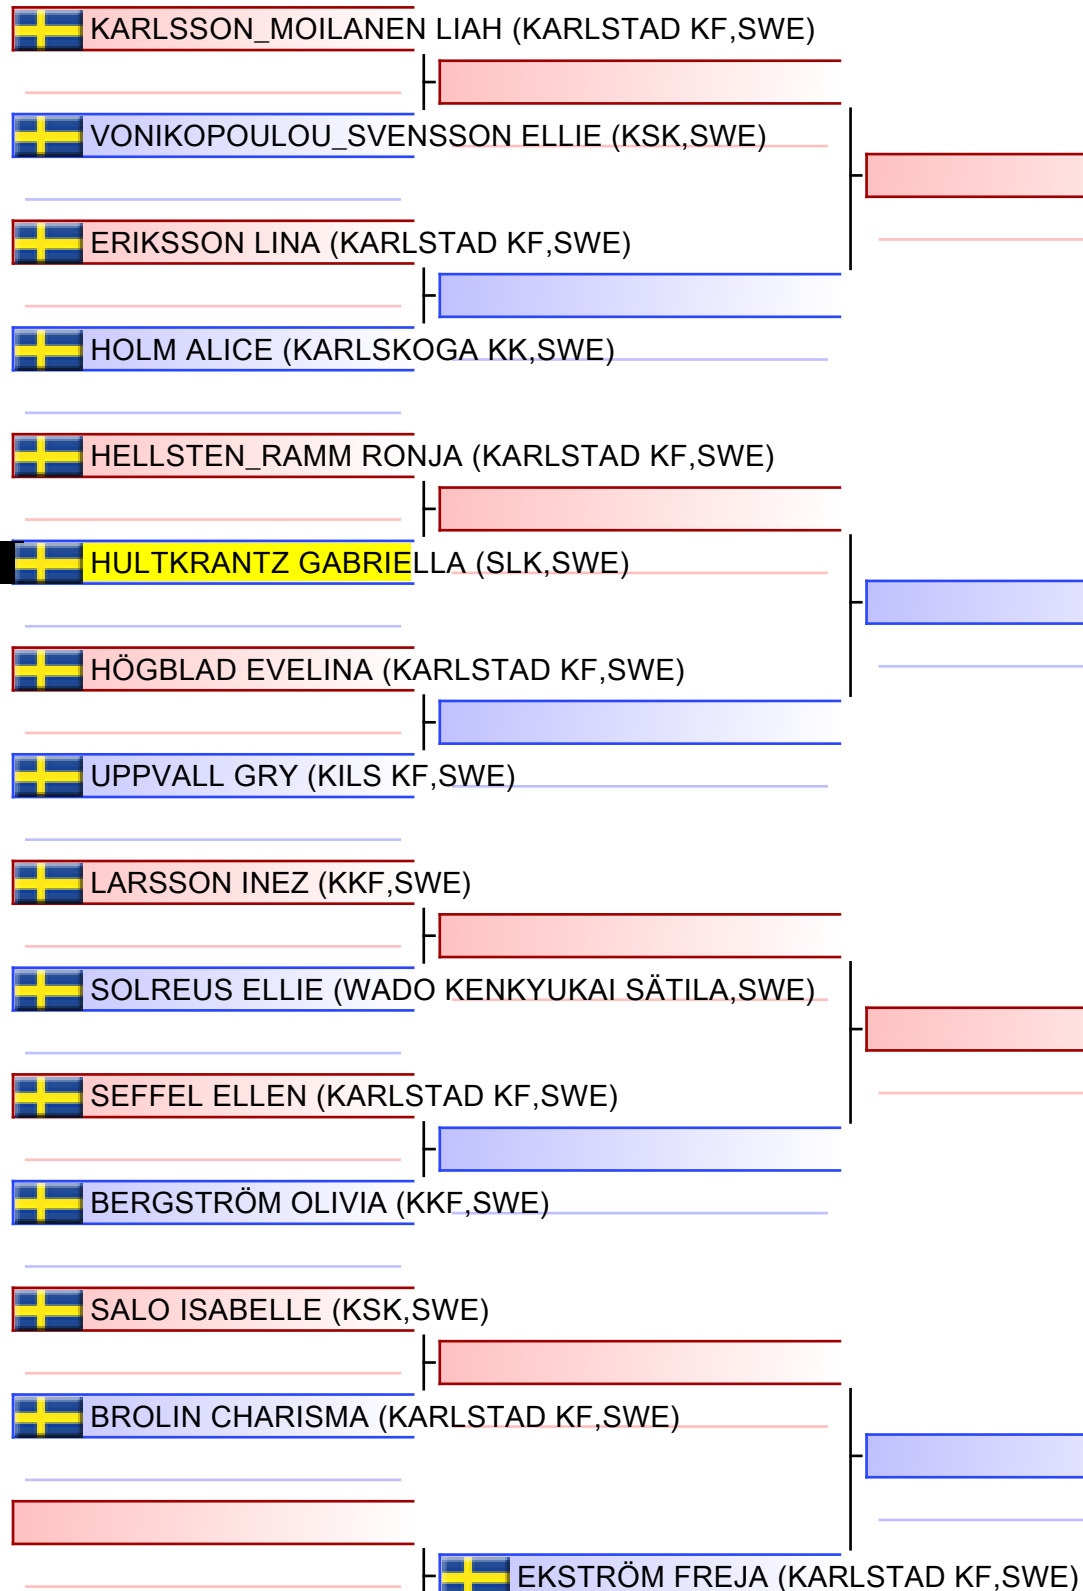 KARLSSON_MOILANEN LIAH (KARLSTAD KF,SWE)
VONIKOPOULOU_SVENSSON ELLIE (KSK,SWE)
ERIKSSON LINA (KARLSTAD KF,SWE)
HOLM ALICE (KARLSKOGA KK,SWE)
HELLSTEN_RAMM RONJA (KARLSTAD KF,SWE)
HULTKRANTZ GABRIELLA (SLK,SWE)
HÖGBLAD EVELINA (KARLSTAD KF,SWE)
UPPVALL GRY (KILS KF,SWE)
LARSSON INEZ (KKF,SWE)
SOLREUS ELLIE (WADO KENKYUKAI SÄTILA,SWE)
SEFFEL ELLEN (KARLSTAD KF,SWE)
BERGSTRÖM OLIVIA (KKF,SWE)
SALO ISABELLE (KSK,SWE)
BROLIN CHARISMA (KARLSTAD KF,SWE)
EKSTRÖM FREJA (KARLSTAD KF,SWE)